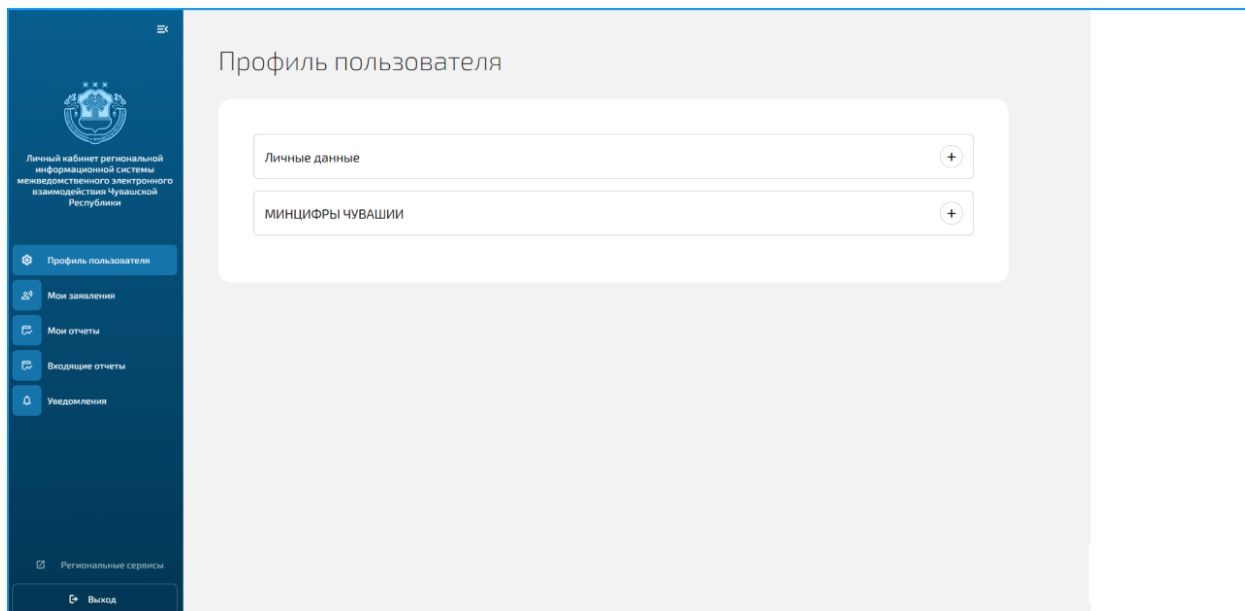 Личный кабинет региональной
информационной системы
межведомственного электронного
взаимодействия Чувашской
Республики
Профиль пользователя
Мои заявления
Мои отчеты
Входящие отчеты
Уведомления
Региональные сервисы
Выход
Профиль пользователя
Личные данные
МИНЦИФРЫ ЧУВАШИИ